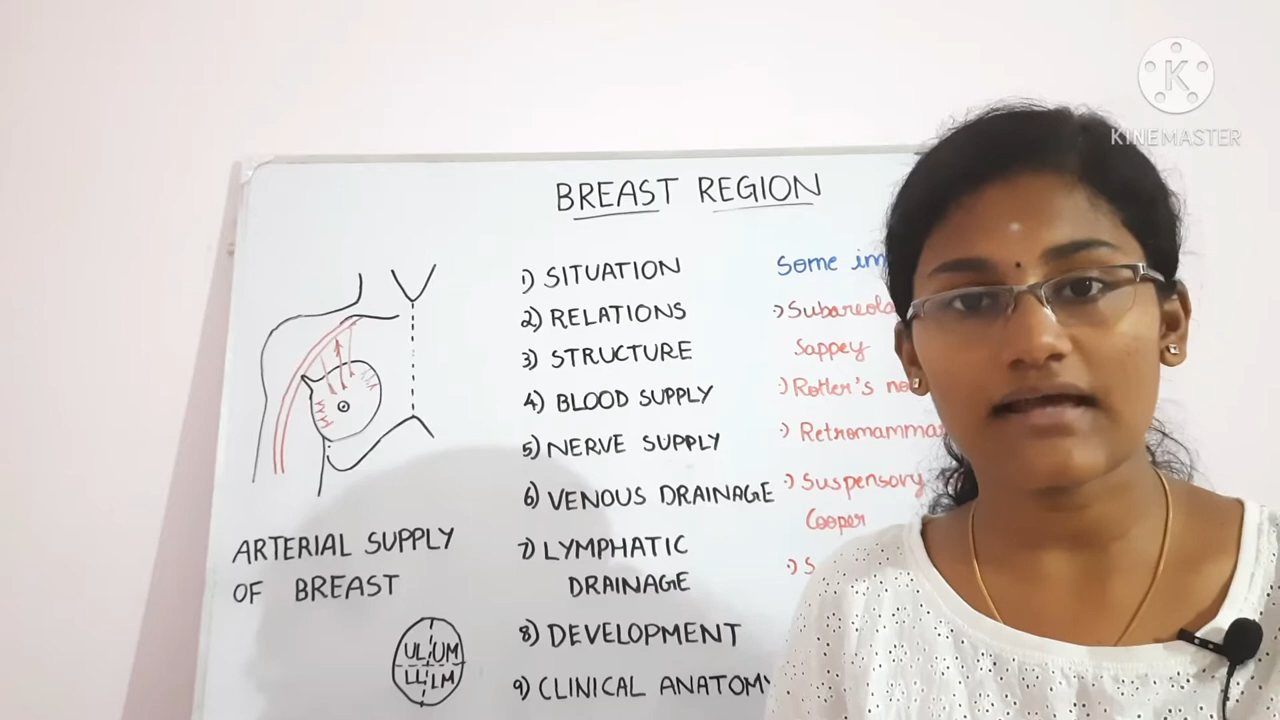 KINEMASTER
BREAST REGION
1) SITUATION
2) RELATIONS
3) STRUCTURE
4) BLOOD SUPPLY
5) NERVE SUPPLY
6) VENOUS DRAINAGE
7) LYMPHATIC
DRAINAGE
8) DEVELOPMENT
9) CLINICAL ANATOMY
Some im
Subareola
Sappey
Rotter's no
Retromamma
Suspensory
Cooper
S
ARTERIAL SUPPLY
OF BREAST
UL UM
LL LM